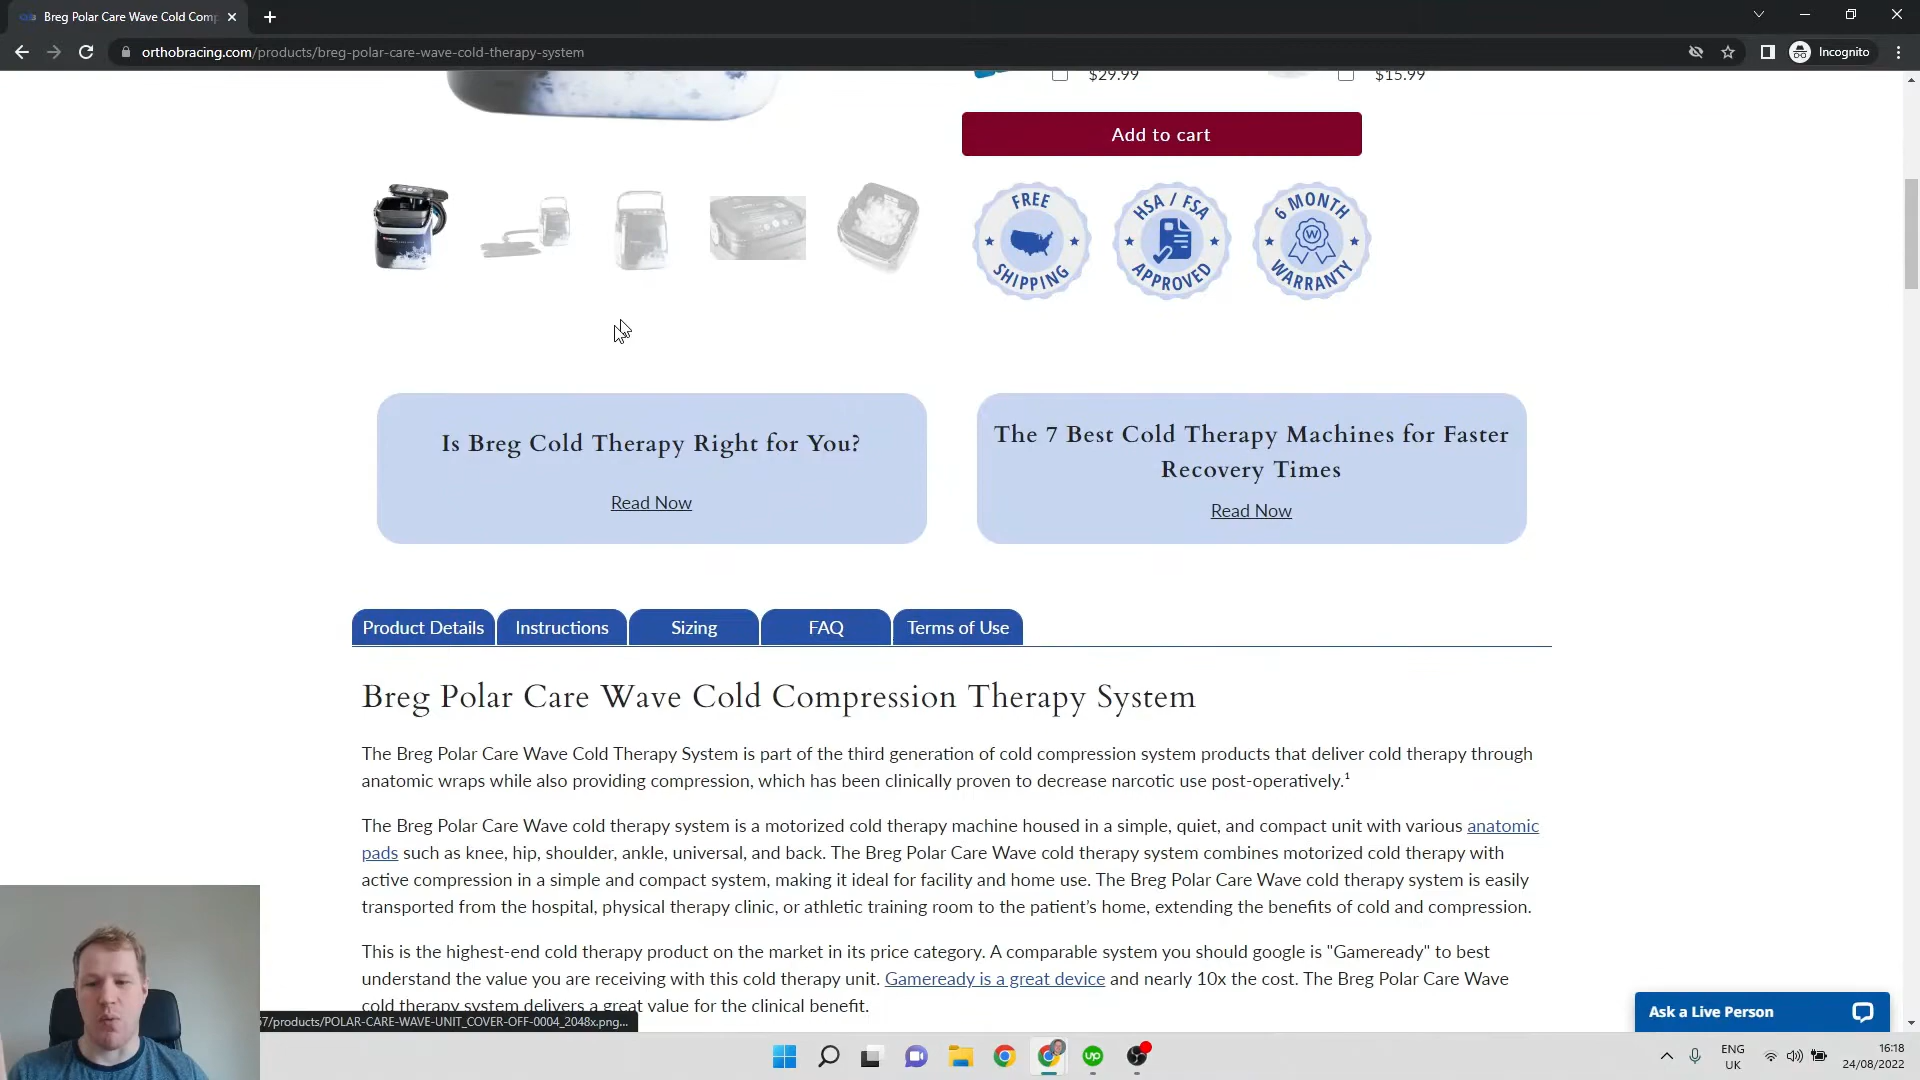 Breg Polar Care Wave Cold Comp
orthobracing.com/products/breg-polar-care-wave-cold-therapy-system
Incognito
$29.99
$15.99
Add to cart
FREE
SHIPPING
HSA / FSA
APPROVED
6 MONTH
W
WARRANTY
Is Breg Cold Therapy Right for You?
Read Now
The 7 Best Cold Therapy Machines for Faster
Recovery Times
Read Now
Product Details
Instructions
Sizing
FAQ
Terms of Use
Breg Polar Care Wave Cold Compression Therapy System
The Breg Polar Care Wave Cold Therapy System is part of the third generation of cold compression system products that deliver cold therapy through
anatomic wraps while also providing compression, which has been clinically proven to decrease narcotic use post-operatively.¹
The Breg Polar Care Wave cold therapy system is a motorized cold therapy machine housed in a simple, quiet, and compact unit with various anatomic
pads such as knee, hip, shoulder, ankle, universal, and back. The Breg Polar Care Wave cold therapy system combines motorized cold therapy with
active compression in a simple and compact system, making it ideal for facility and home use. The Breg Polar Care Wave cold therapy system is easily
transported from the hospital, physical therapy clinic, or athletic training room to the patient’s home, extending the benefits of cold and compression.
This is the highest-end cold therapy product on the market in its price category. A comparable system you should google is "Gameready" to best
understand the value you are receiving with this cold therapy unit. Gameready is a great device and nearly 10x the cost. The Breg Polar Care Wave
cold therapy system delivers a great value for the clinical benefit.
7/products/POLAR-CARE-WAVE-UNIT_COVER-OFF-0004_2048x.png...
Ask a Live Person
up
ENG
UK
16:18
24/08/2022